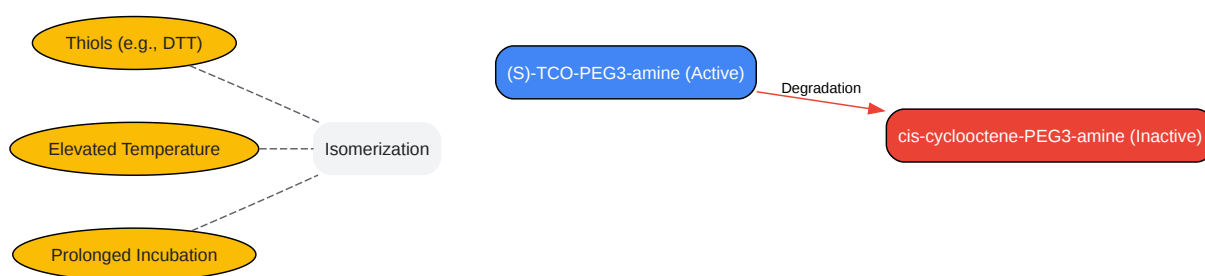 Thiols (e.g., DTT)
Elevated Temperature
Prolonged Incubation
Isomerization
(S)-TCO-PEG3-amine (Active)
Degradation
cis-cyclooctene-PEG3-amine (Inactive)